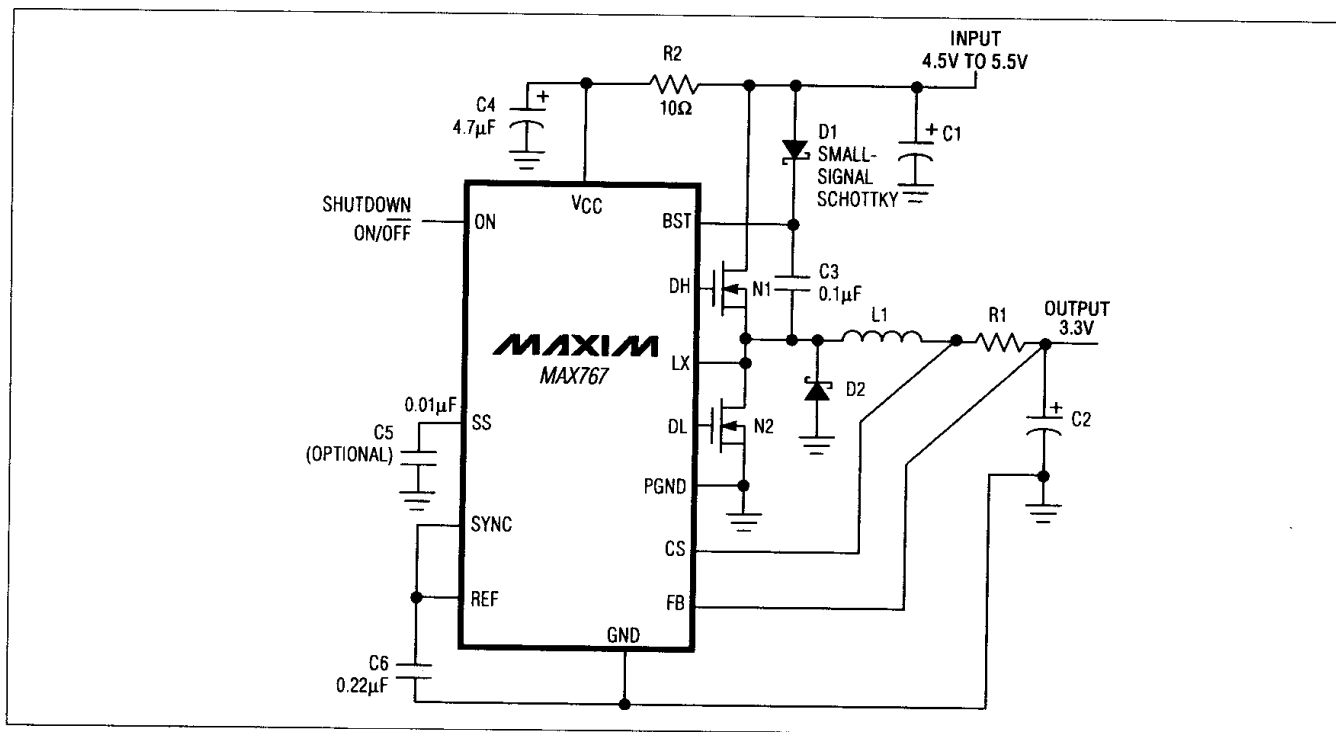 INPUT
4.5V TO 5.5V
R2
10Ω
C4
4.7µF
+
D1
SMALL-
SIGNAL
SCHOTTKY
+
C1
SHUTDOWN
ON/OFF
ON
VCC
BST
DH
N1
C3
0.1µF
L1
R1
OUTPUT
3.3V
MAXIM
MAX767
LX
D2
+
C2
0.01µF
SS
C5
(OPTIONAL)
DL
N2
PGND
SYNC
CS
REF
FB
GND
C6
0.22µF